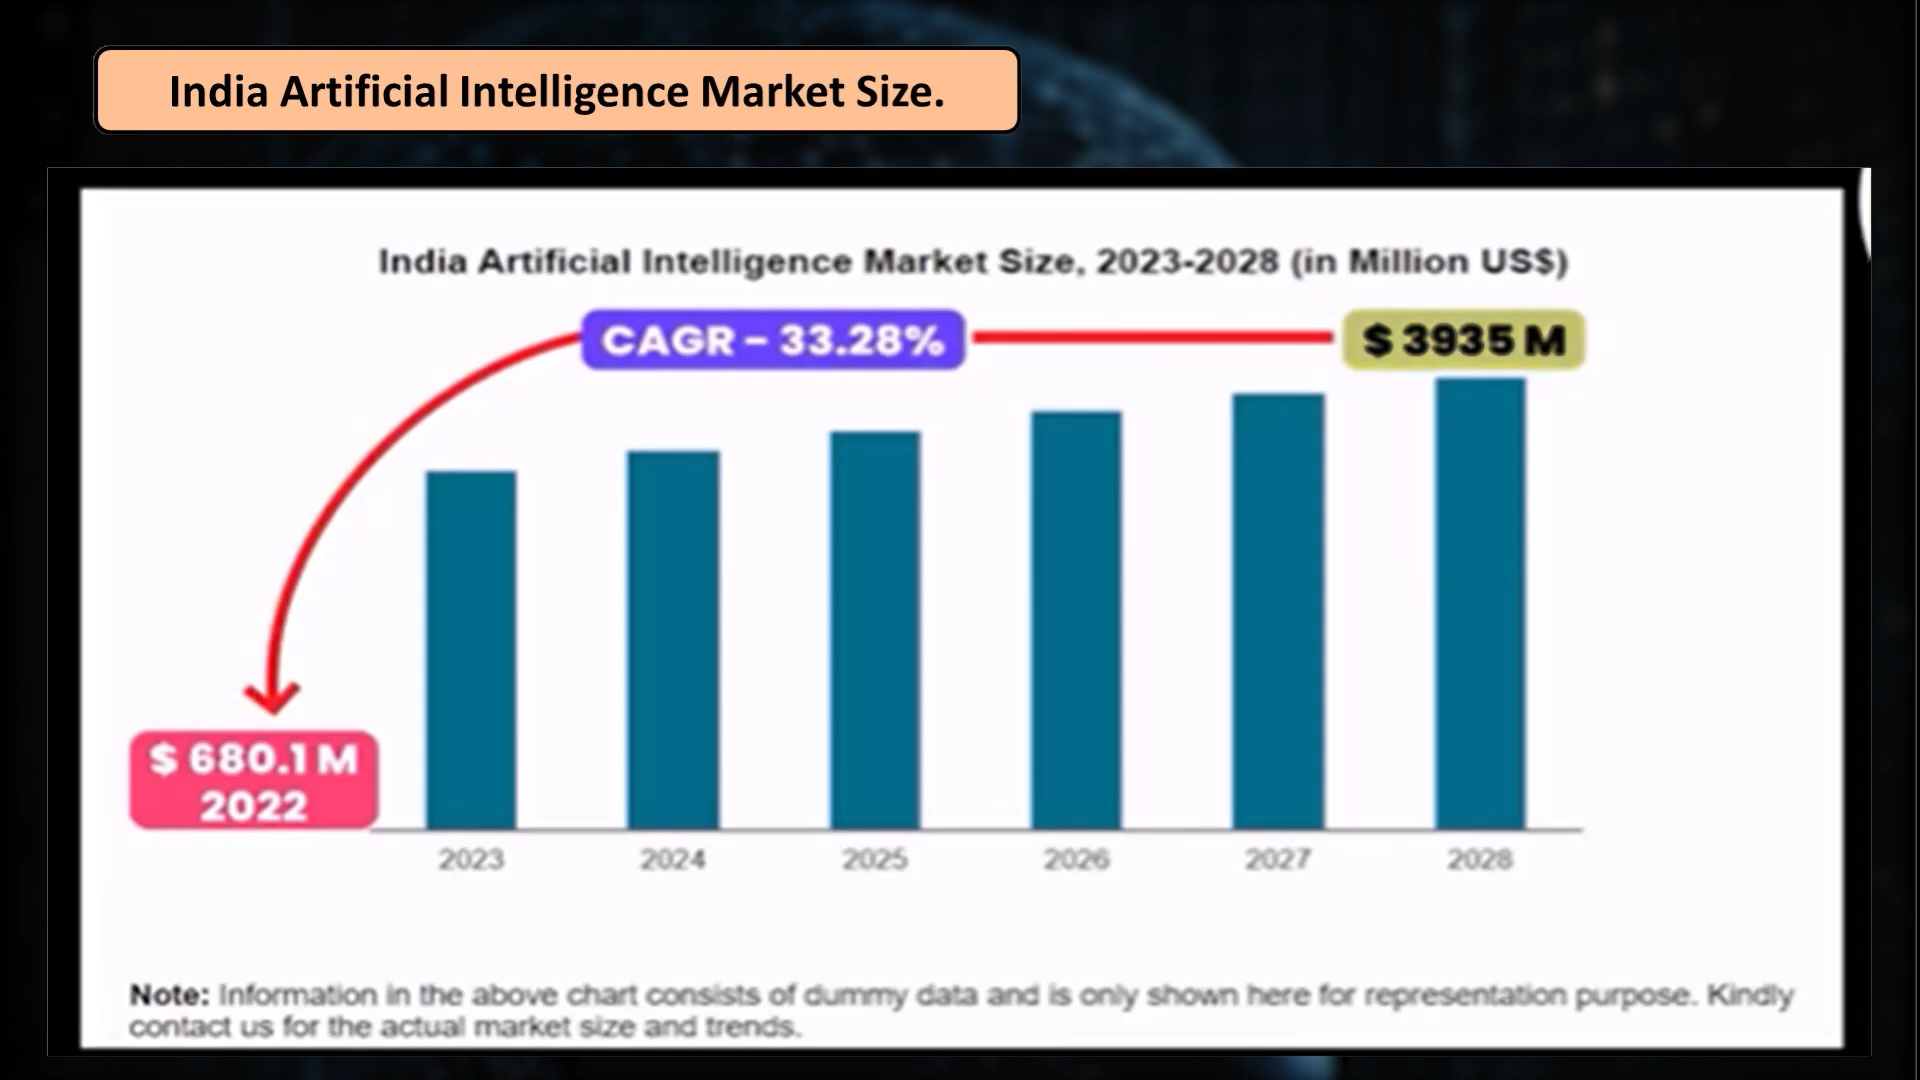 India Artificial Intelligence Market Size.
India Artificial Intelligence Market Size, 2023-2028 (in Million US$)
CAGR – 33.28%
$ 3935 M
$ 680.1 M
2022
2023
2024
2025
2026
2027
2028
Note: Information in the above chart consists of dummy data and is only shown here for representation purpose. Kindly
contact us for the actual market size and trends.